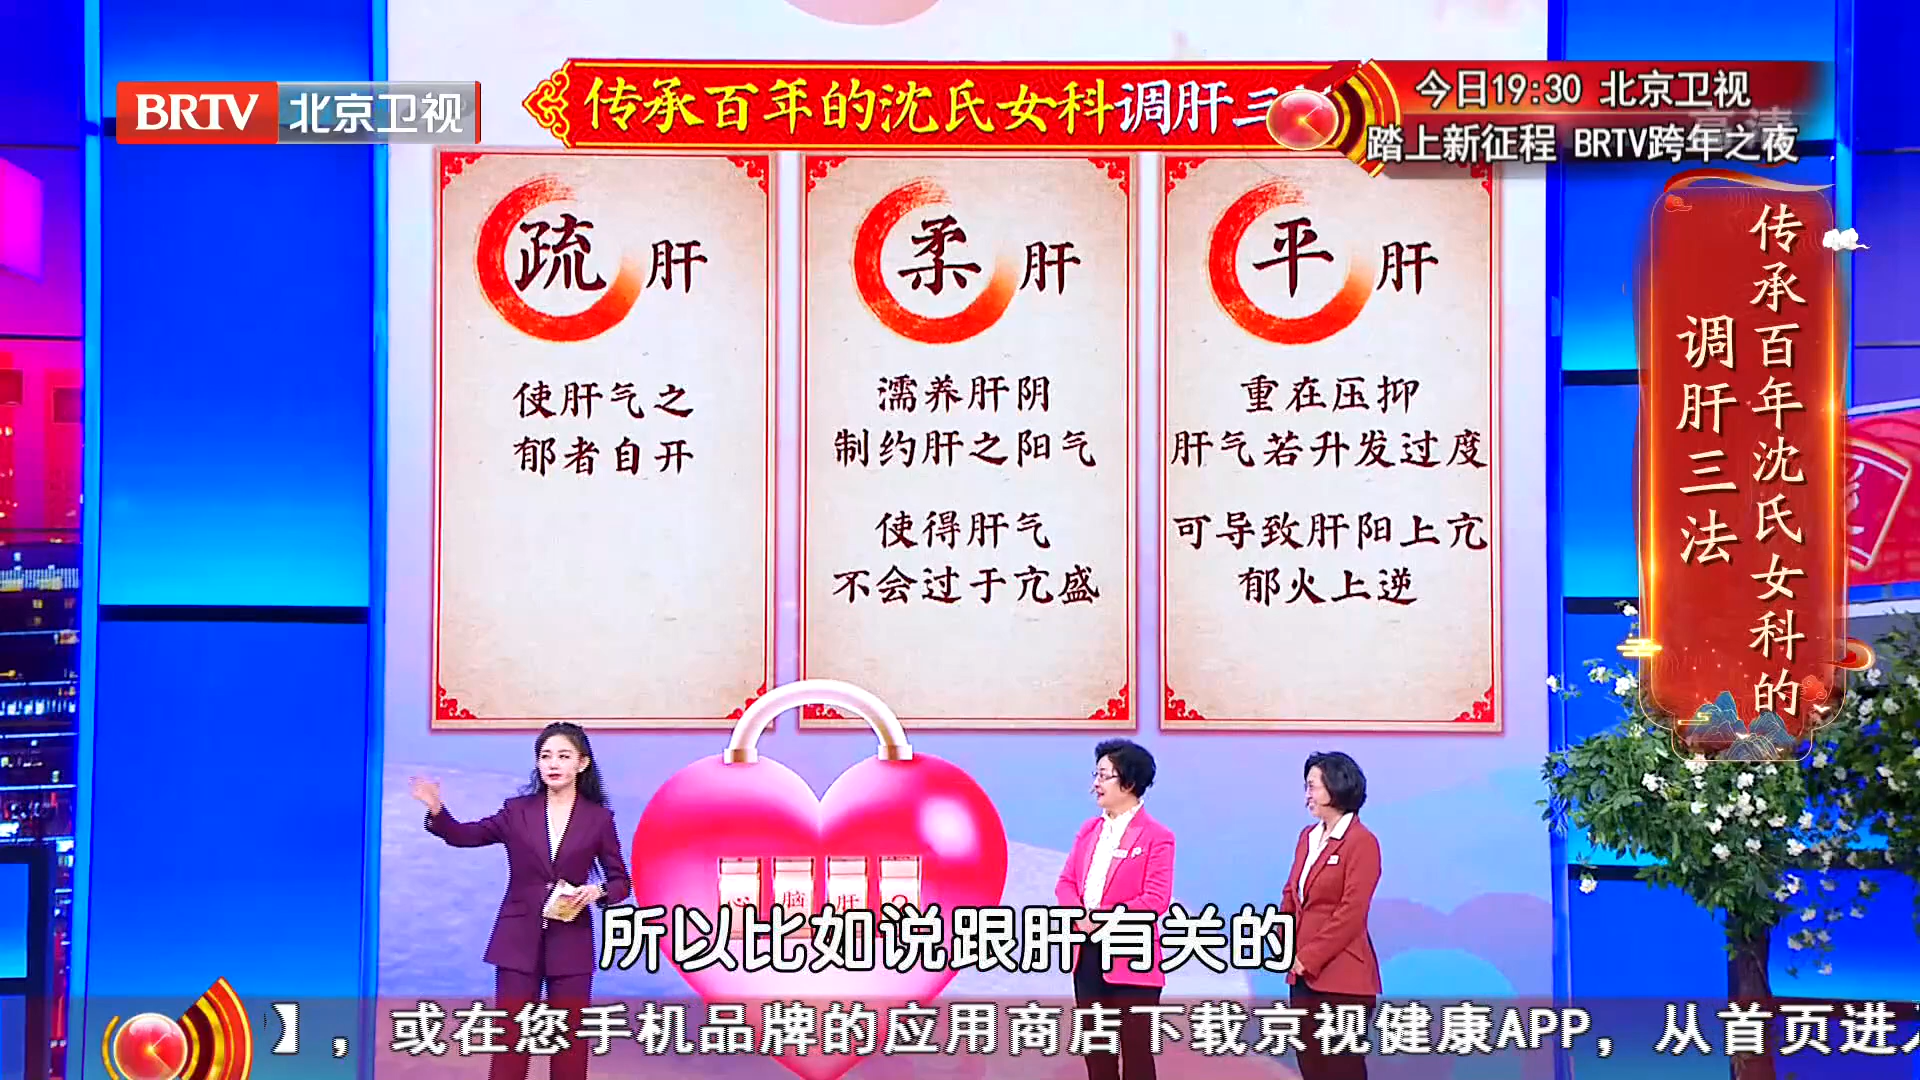 BRTV 北京卫视
传承百年的沈氏女科调肝三
今日19:30 北京卫视
高清
踏上新征程 BRTV跨年之夜
疏肝
使肝气之
郁者自开
柔肝
濡养肝阴
制约肝之阳气
使得肝气
不会过于亢盛
平肝
重在压抑
肝气若升发过度
可导致肝阳上亢
郁火上逆
传承百年沈氏女科的
调肝三法
心 脑 肝 ?
所以比如说跟肝有关的
】，或在您手机品牌的应用商店下载京视健康APP，从首页进